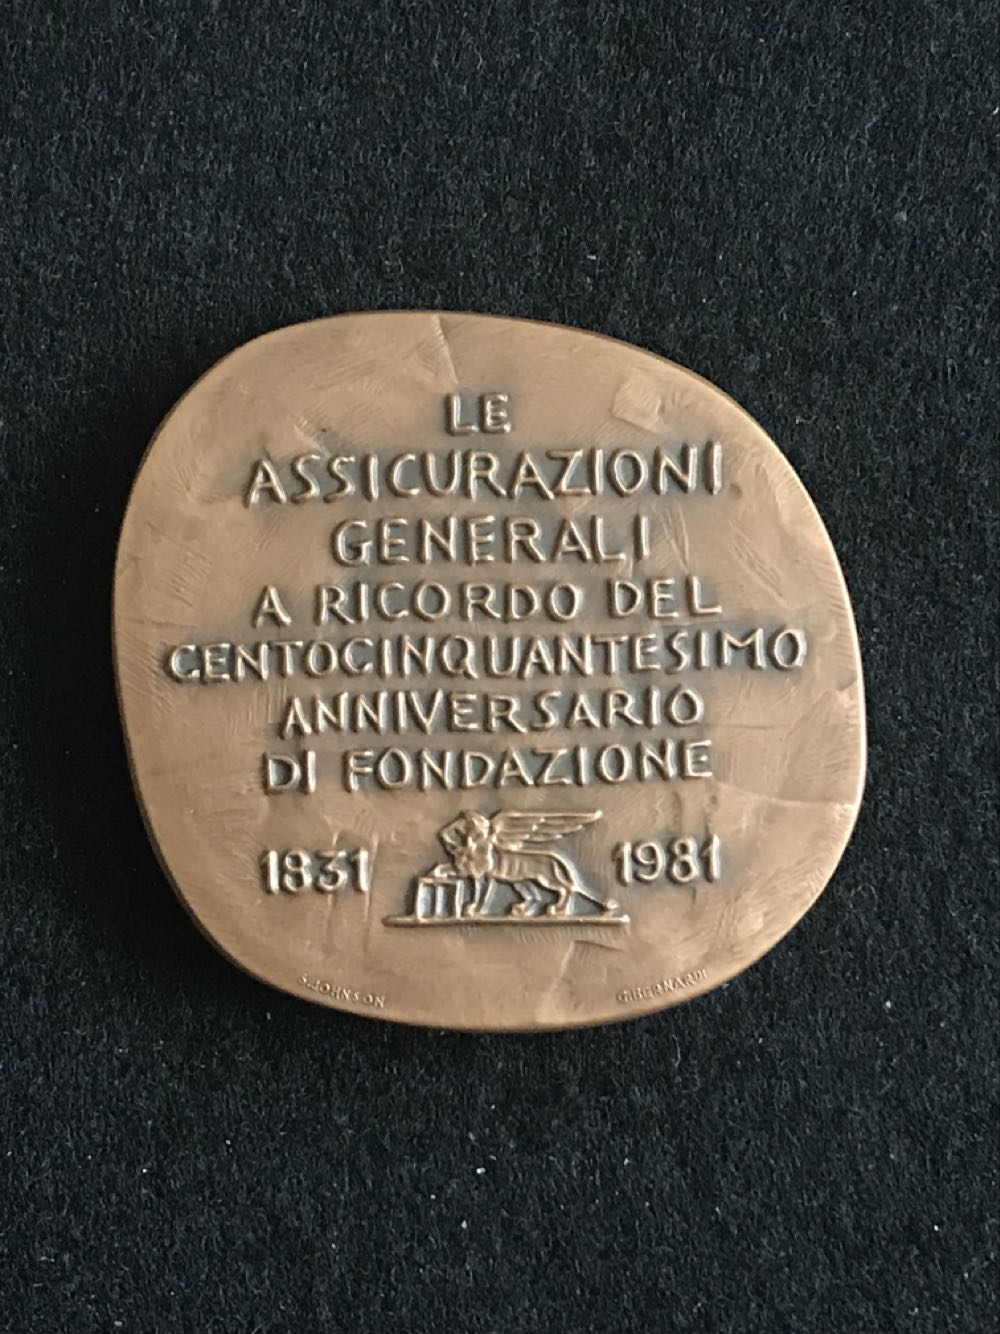 LE
ASSICURAZIONI
GENERALI
A RICORDO DEL
CENTOCINQUANTESIMO
ANNIVERSARIO
DI FONDAZIONE
1831 1981
S.JOHNSON G.BERNARDI